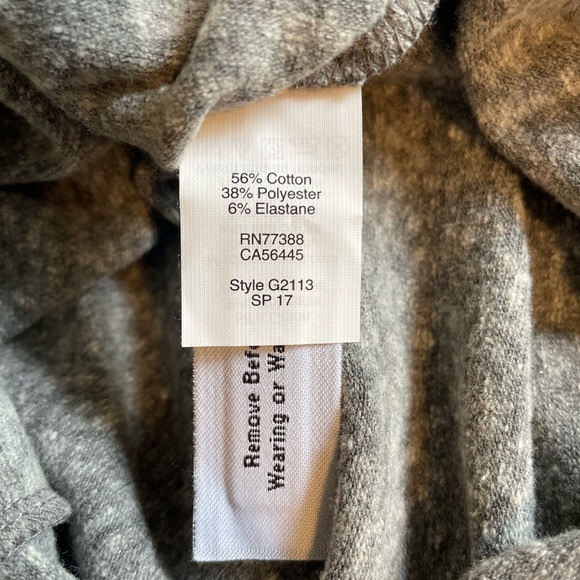 56% Cotton
38% Polyester
6% Elastane
RN77388
CA56445
Style G2113
SP 17
Remove
Wearing or